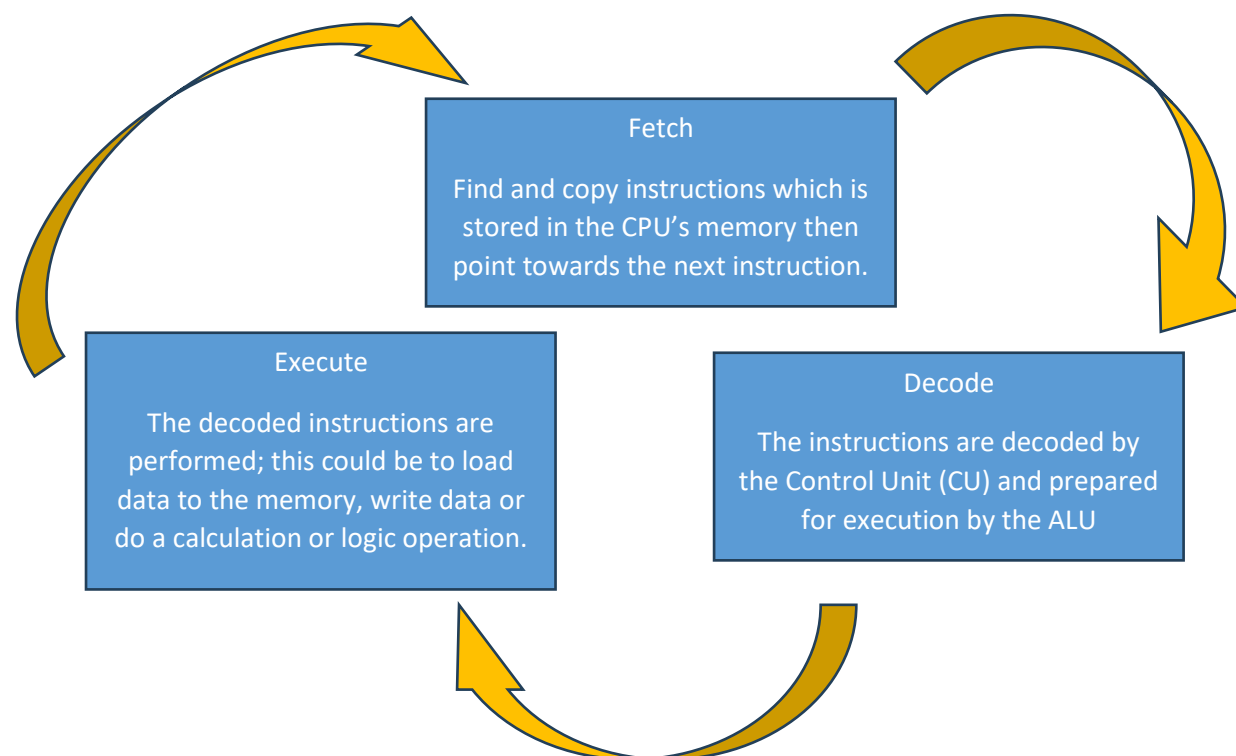 Fetch
Find and copy instructions which is
stored in the CPU’s memory then
point towards the next instruction.
Execute
The decoded instructions are
performed; this could be to load
data to the memory, write data or
do a calculation or logic operation.
Decode
The instructions are decoded by
the Control Unit (CU) and prepared
for execution by the ALU